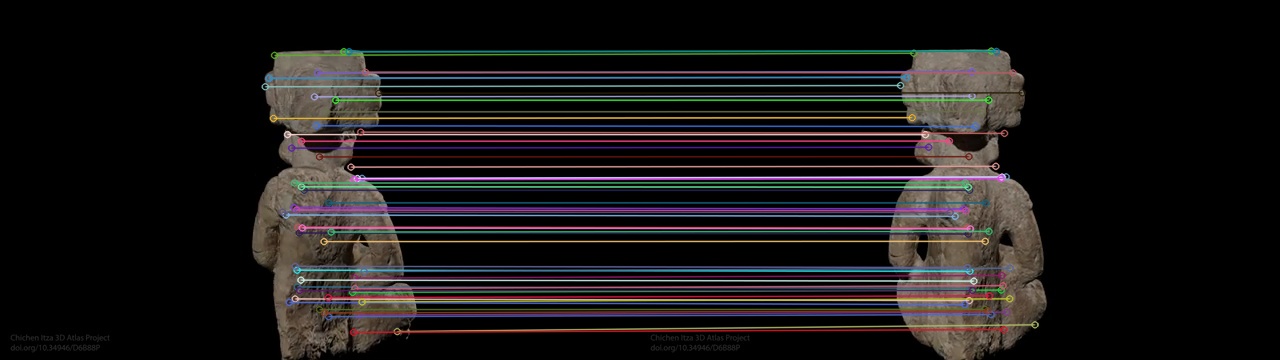 Chichen Itza 3D Atlas Project
doi.org/10.34946/D6B88P
Chichen Itza 3D Atlas Project
doi.org/10.34946/D6B88P